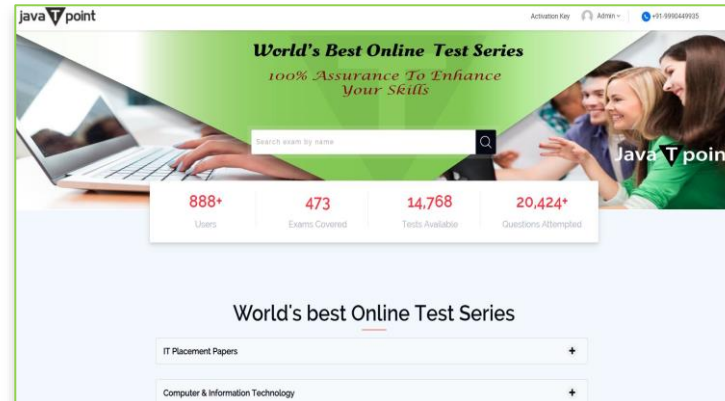 java T point
Activation Key Admin +91-9990449935
World's Best Online Test Series
100% Assurance To Enhance
Your Skills
Search exam by name
Java T poin
888+ 473 14,768 20,424+
Users Exams Covered Tests Available Questions Attempted
World's best Online Test Series
IT Placement Papers +
Computer & Information Technology +